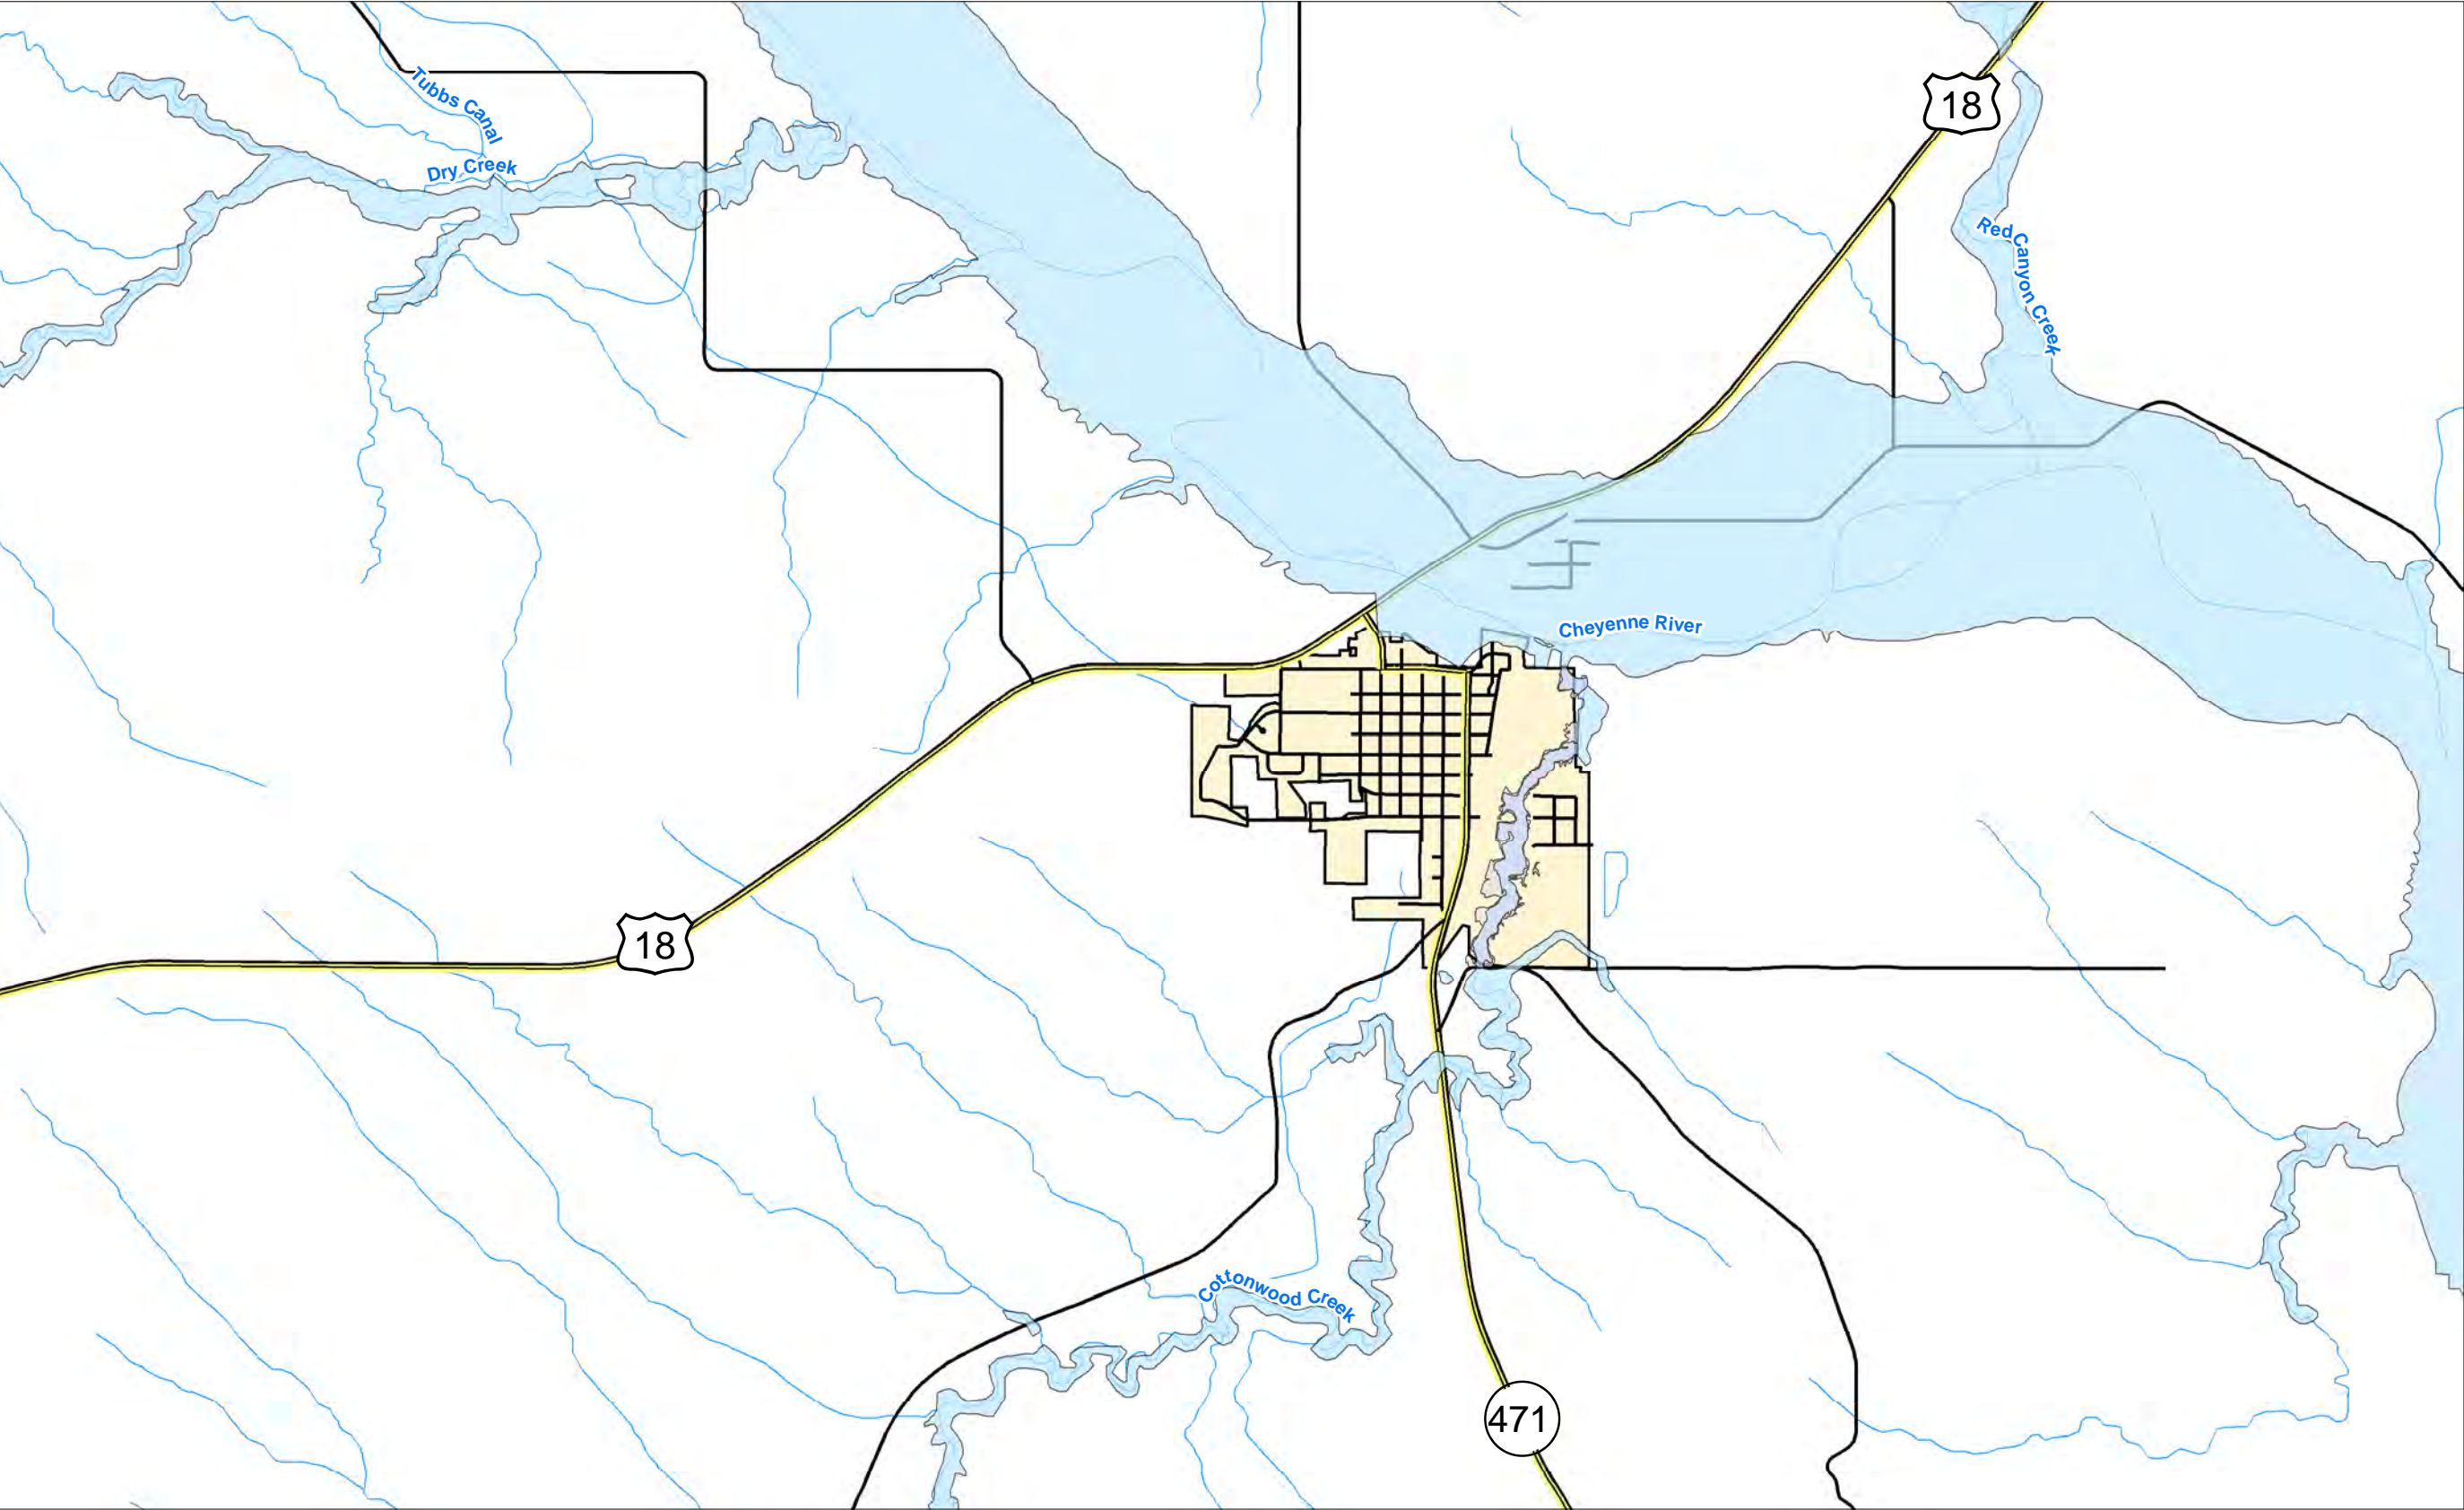 Tubbs Canal
18
Dry Creek
Red Canyon Creek
Cheyenne River
18
Cottonwood Creek
471